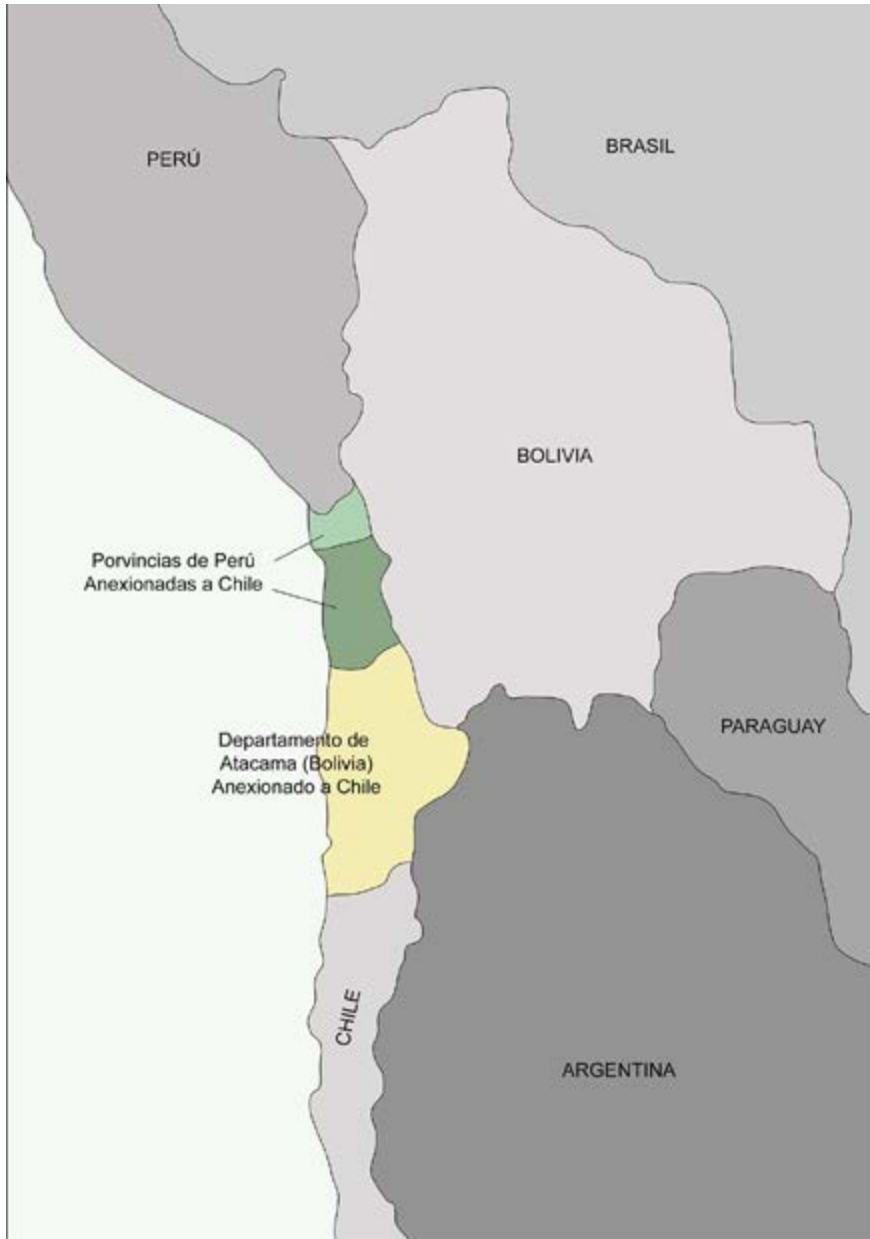 PERÚ
BRASIL
BOLIVIA
Porvincias de Perú
Anexionadas a Chile
PARAGUAY
Departamento de
Atacama (Bolivia)
Anexionado a Chile
CHILE
ARGENTINA